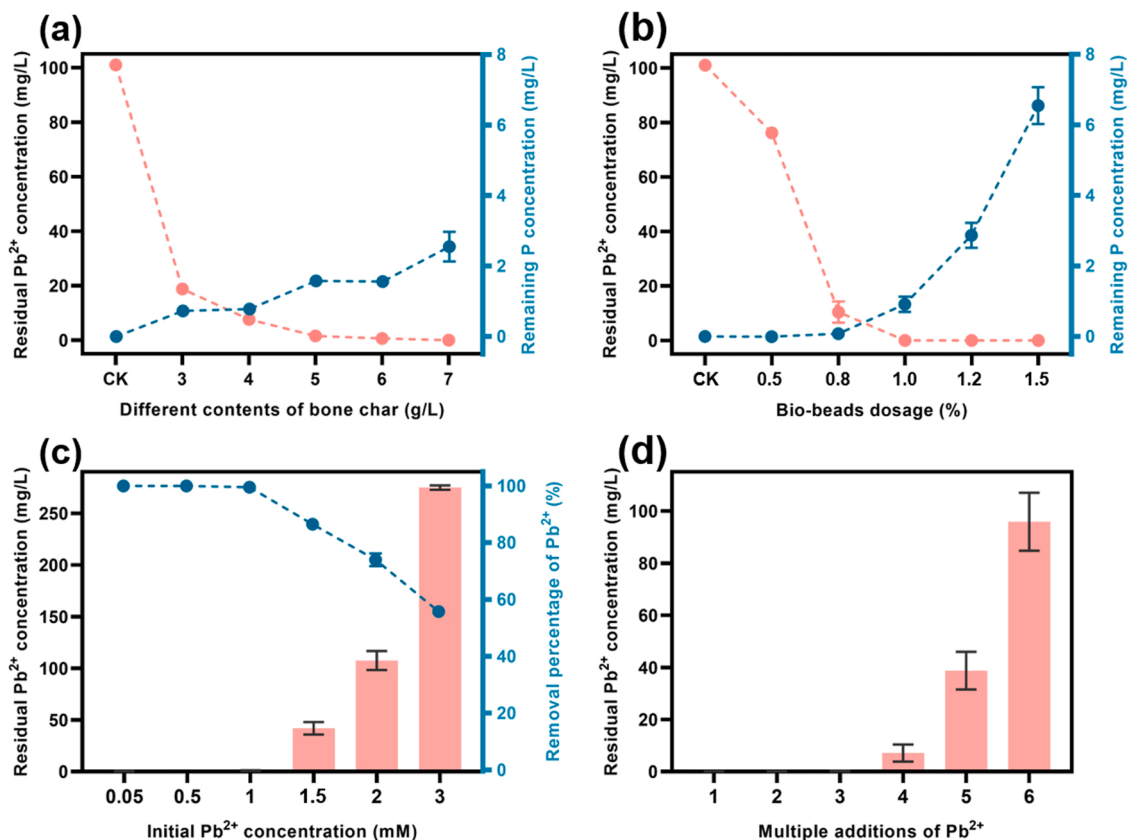 (a)
Residual Pb²⁺ concentration (mg/L)
100
80
60
40
20
0
CK 3 4 5 6 7
Different contents of bone char (g/L)
8
6
4
2
0
Remaining P concentration (mg/L)
(b)
Residual Pb²⁺ concentration (mg/L)
100
80
60
40
20
0
CK 0.5 0.8 1.0 1.2 1.5
Bio-beads dosage (%)
8
6
4
2
0
Remaining P concentration (mg/L)
(c)
Residual Pb²⁺ concentration (mg/L)
250
200
150
100
50
0
0.05 0.5 1 1.5 2 3
Initial Pb²⁺ concentration (mM)
100
80
60
40
20
0
Removal percentage of Pb²⁺ (%)
(d)
Residual Pb²⁺ concentration (mg/L)
100
80
60
40
20
0
1 2 3 4 5 6
Multiple additions of Pb²⁺